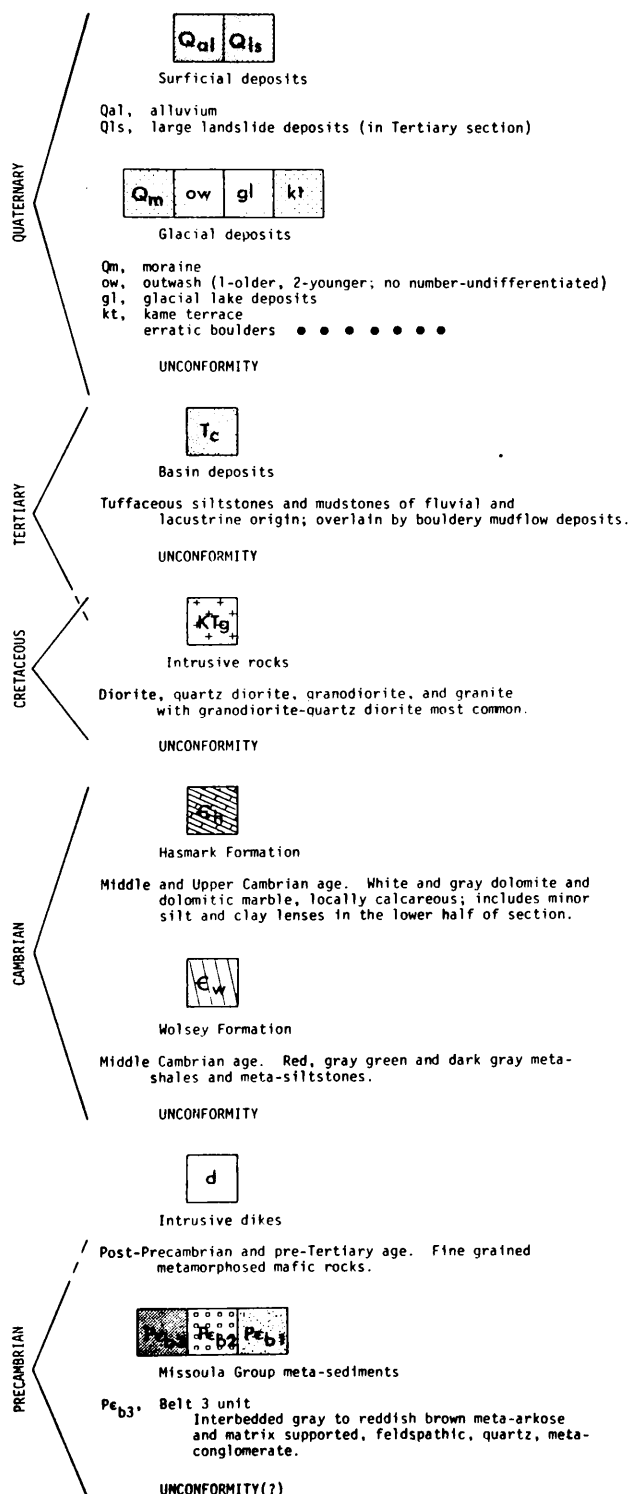 Qal Qls
Surficial deposits
Qal, alluvium
Qls, large landslide deposits (in Tertiary section)
QUATERNARY
Qm ow gl kt
Glacial deposits
Qm, moraine
ow, outwash (1-older, 2-younger; no number-undifferentiated)
gl, glacial lake deposits
kt, kame terrace
erratic boulders ● ● ● ● ● ● ●
UNCONFORMITY
TERTIARY
Tc
Basin deposits
Tuffaceous siltstones and mudstones of fluvial and
lacustrine origin; overlain by bouldery mudflow deposits.
UNCONFORMITY
CRETACEOUS
KTg
Intrusive rocks
Diorite, quartz diorite, granodiorite, and granite
with granodiorite-quartz diorite most common.
UNCONFORMITY
CAMBRIAN
Єh
Hasmark Formation
Middle and Upper Cambrian age. White and gray dolomite and
dolomitic marble, locally calcareous; includes minor
silt and clay lenses in the lower half of section.
Єw
Wolsey Formation
Middle Cambrian age. Red, gray green and dark gray meta-
shales and meta-siltstones.
UNCONFORMITY
d
Intrusive dikes
Post-Precambrian and pre-Tertiary age. Fine grained
metamorphosed mafic rocks.
PRECAMBRIAN
PЄb3 PЄb2 PЄb1
Missoula Group meta-sediments
PЄb3, Belt 3 unit
Interbedded gray to reddish brown meta-arkose
and matrix supported, feldspathic, quartz, meta-
conglomerate.
UNCONFORMITY(?)